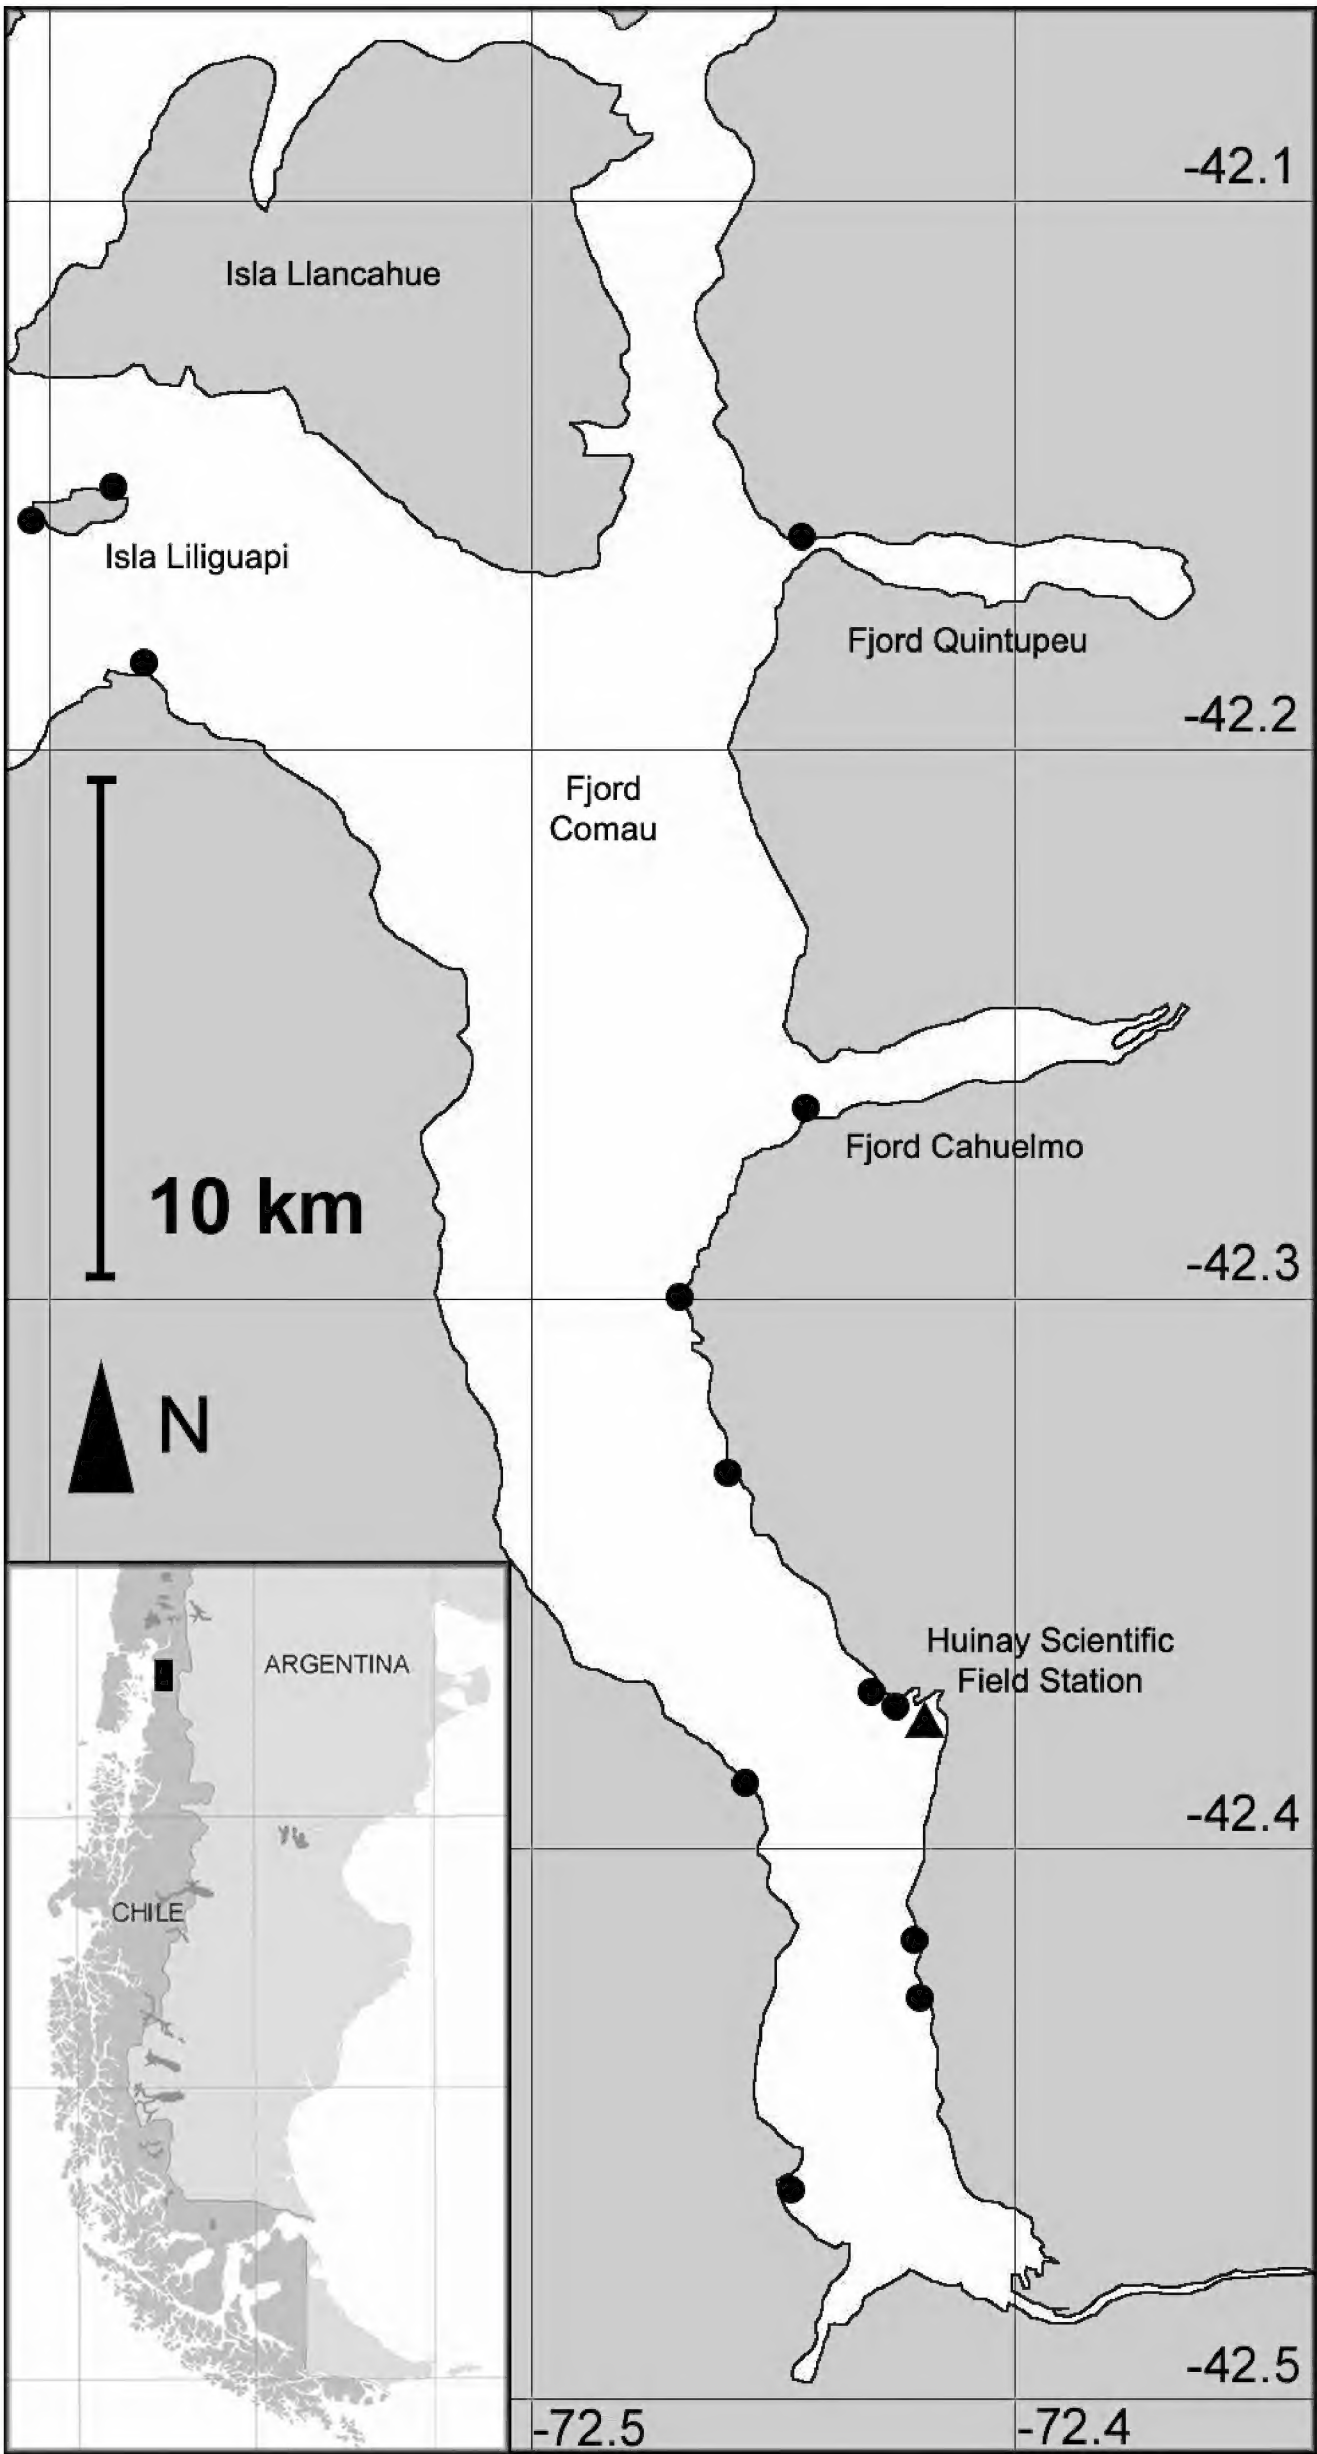 -42.1
Isla Llancahue
Isla Liliguapi
Fjord Quintupeu
-42.2
Fjord
Comau
Fjord Cahuelmo
10 km
-42.3
N
Huinay Scientific
Field Station
ARGENTINA
-42.4
CHILE
-42.5
-72.5
-72.4